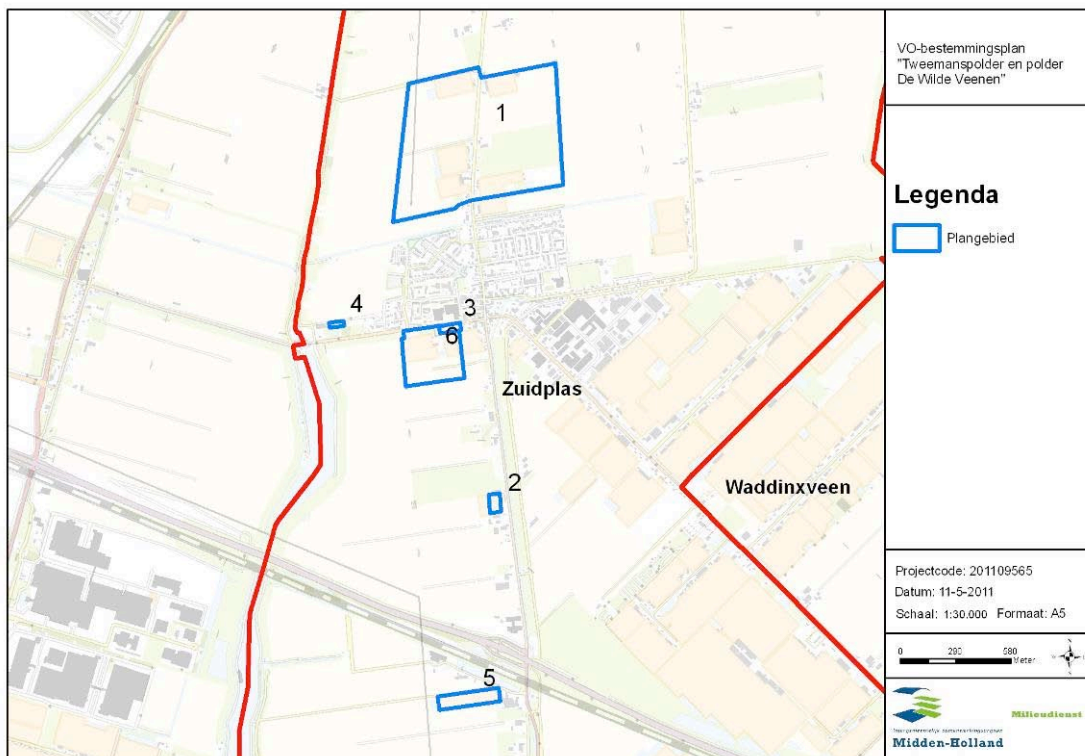 VO-bestemmingsplan
"Tweemanspolder en polder
De Wilde Veenen"
Legenda
Plangebied
1
4
3
6
Zuidplas
2
Waddinxveen
5
Projectcode: 201109565
Datum: 11-5-2011
Schaal: 1:30.000 Formaat: A5
0 290 580
Meter
Milieudienst
Midden-Holland